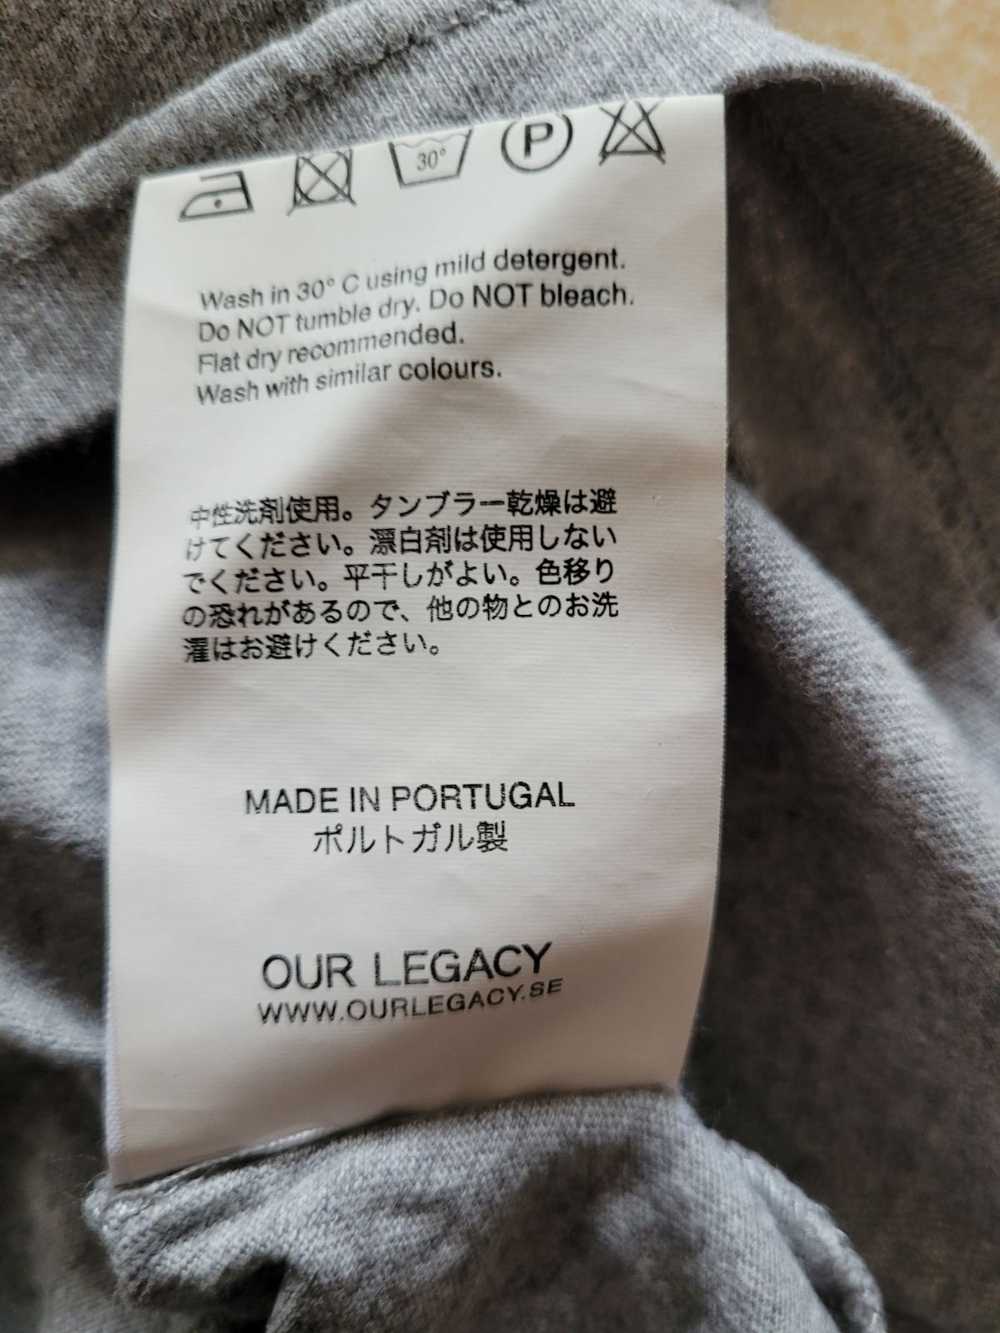 30°
P
Wash in 30° C using mild detergent.
Do NOT tumble dry. Do NOT bleach.
Flat dry recommended.
Wash with similar colours.
中性洗剤使用。タンブラー乾燥は避
けてください。漂白剤は使用しない
でください。平干しがよい。色移り
の恐れがあるので、他の物とのお洗
濯はお避けください。
MADE IN PORTUGAL
ポルトガル製
OUR LEGACY
WWW.OURLEGACY.SE